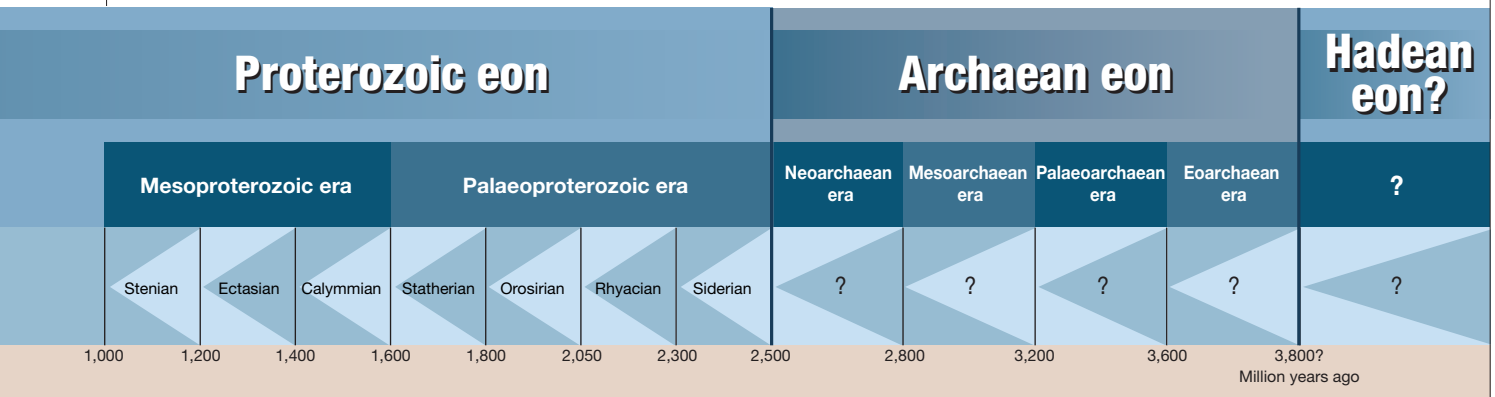 Proterozoic eon
Archaean eon
Hadean
eon?
Mesoproterozoic era
Palaeoproterozoic era
Neoarchaean
era
Mesoarchaean
era
Palaeoarchaean
era
Eoarchaean
era
?
Stenian
Ectasian
Calymmian
Statherian
Orosirian
Rhyacian
Siderian
?
?
?
?
?
1,000
1,200
1,400
1,600
1,800
2,050
2,300
2,500
2,800
3,200
3,600
3,800?
Million years ago